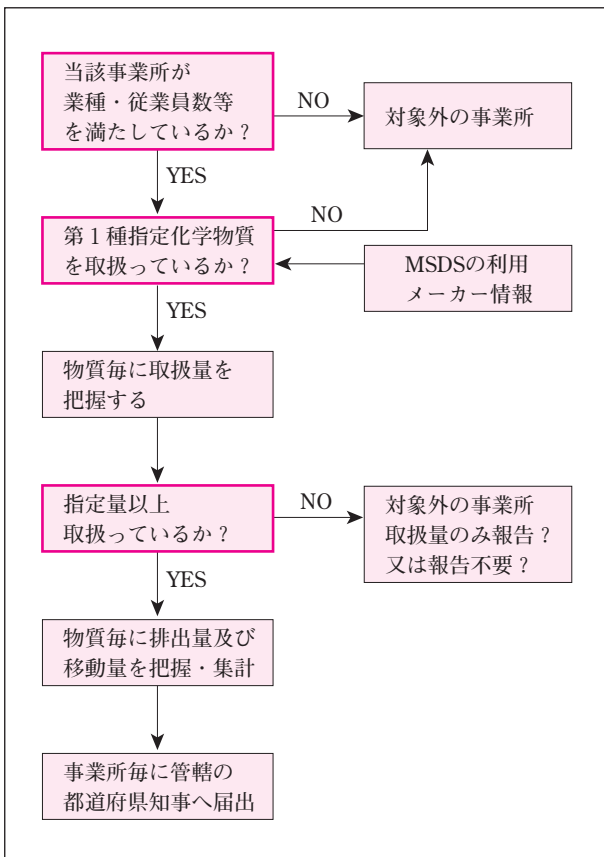 当該事業所が
業種・従業員数等
を満たしているか？
NO
対象外の事業所
YES
第１種指定化学物質
を取扱っているか？
NO
MSDSの利用
メーカー情報
YES
物質毎に取扱量を
把握する
指定量以上
取扱っているか？
NO
対象外の事業所
取扱量のみ報告？
又は報告不要？
YES
物質毎に排出量及び
移動量を把握・集計
事業所毎に管轄の
都道府県知事へ届出